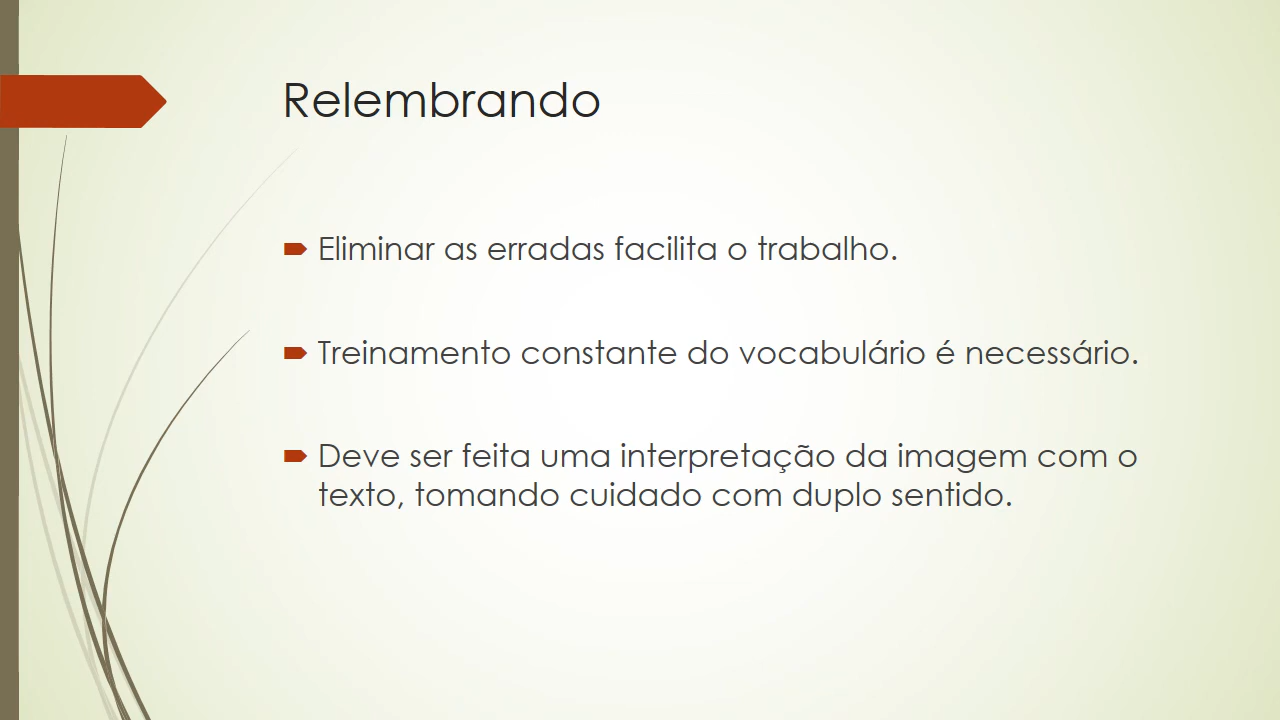 Relembrando
Eliminar as erradas facilita o trabalho.
Treinamento constante do vocabulário é necessário.
Deve ser feita uma interpretação da imagem com o
texto, tomando cuidado com duplo sentido.